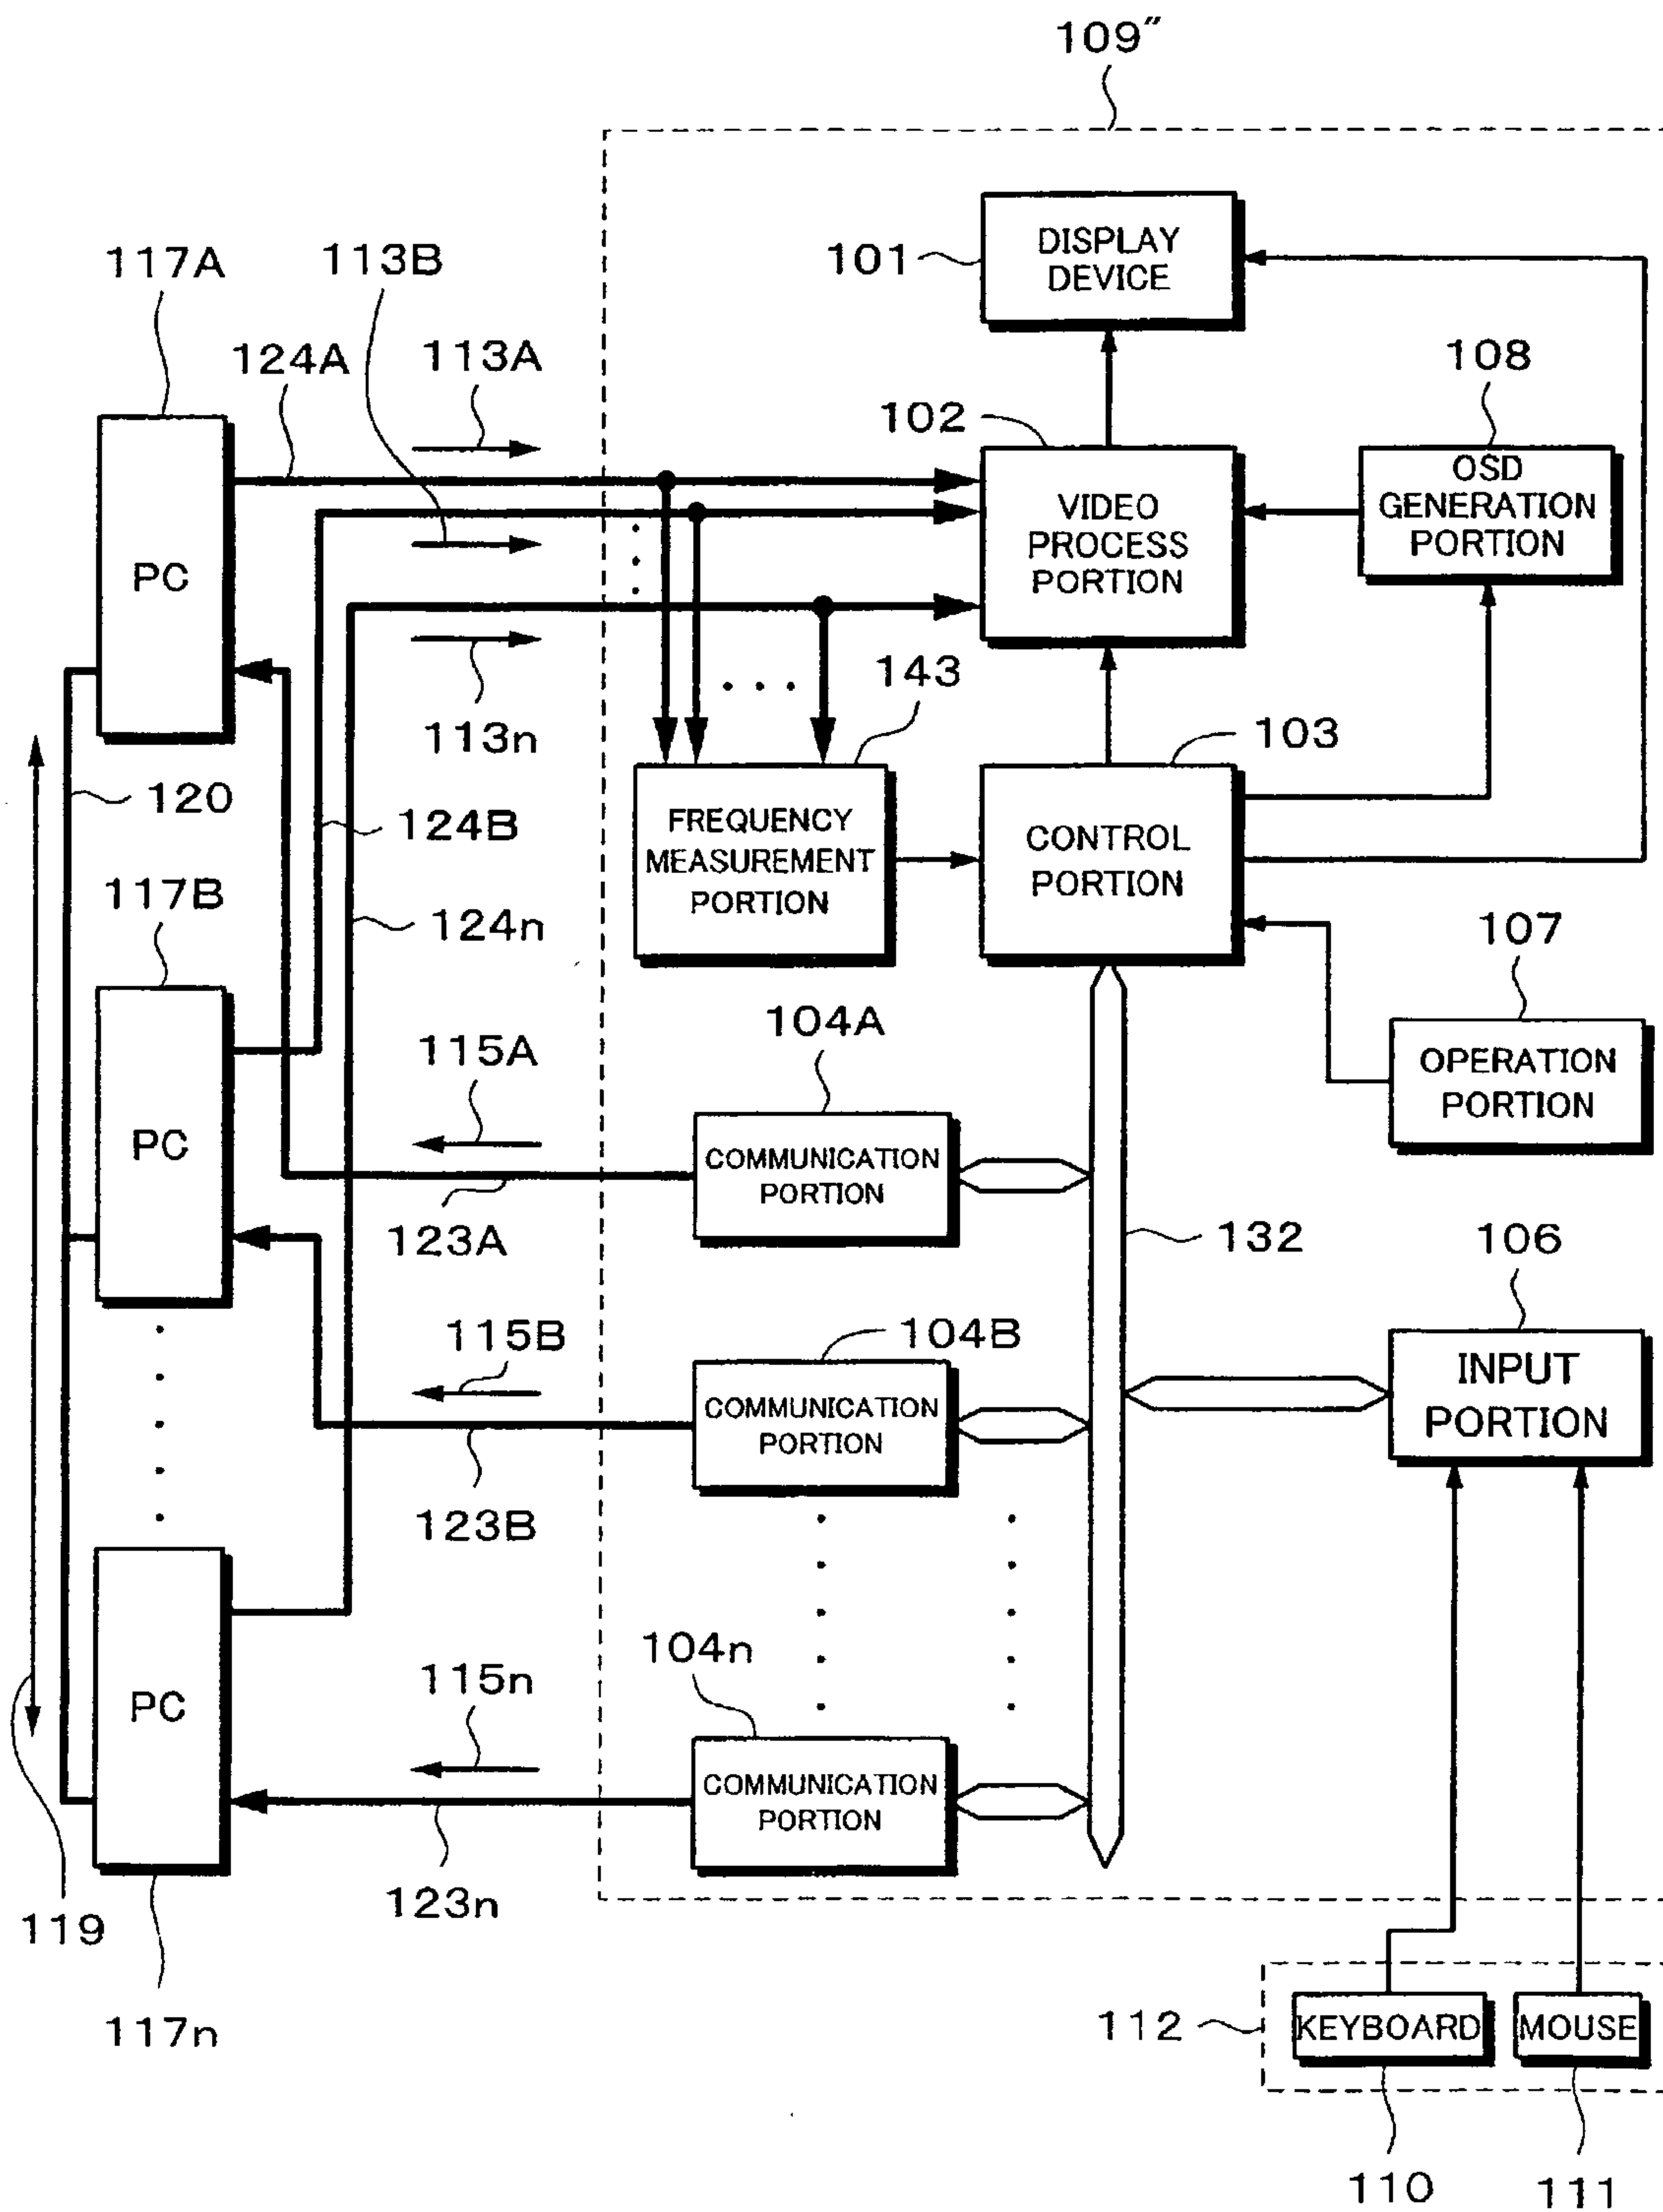 109″
117A
113B
101
DISPLAY
DEVICE
124A
113A
102
108
PC
VIDEO
PROCESS
PORTION
OSD
GENERATION
PORTION
113n
143
103
120
124B
FREQUENCY
MEASUREMENT
PORTION
CONTROL
PORTION
117B
124n
107
104A
115A
OPERATION
PORTION
PC
COMMUNICATION
PORTION
123A
132
106
115B
104B
INPUT
PORTION
COMMUNICATION
PORTION
123B
104n
115n
PC
COMMUNICATION
PORTION
123n
119
117n
112
KEYBOARD
MOUSE
110
111